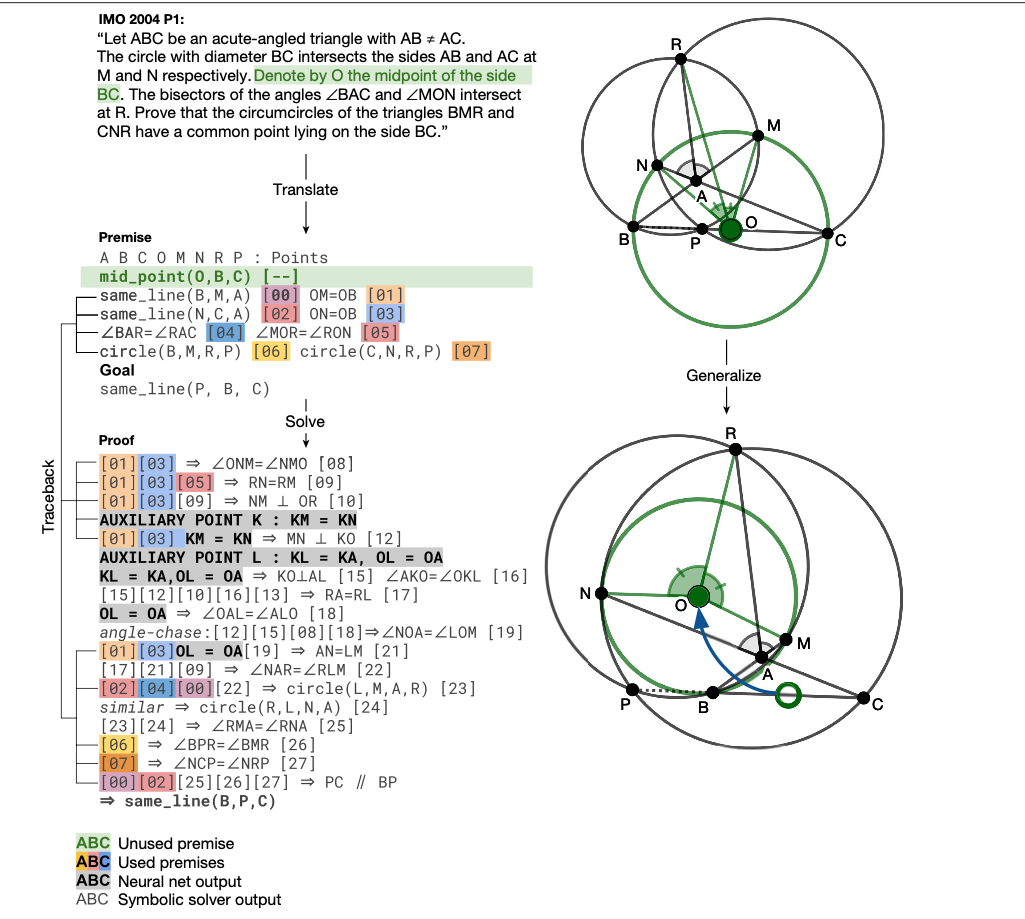 IMO 2004 P1:
“Let ABC be an acute-angled triangle with AB ≠ AC.
The circle with diameter BC intersects the sides AB and AC at
M and N respectively. Denote by O the midpoint of the side
BC. The bisectors of the angles ∠BAC and ∠MON intersect
at R. Prove that the circumcircles of the triangles BMR and
CNR have a common point lying on the side BC.”
Translate
Premise
A B C O M N R P : Points
mid_point(O,B,C) [--]
same_line(B,M,A) [00] OM=OB [01]
same_line(N,C,A) [02] ON=OB [03]
∠BAR=∠RAC [04] ∠MOR=∠RON [05]
circle(B,M,R,P) [06] circle(C,N,R,P) [07]
Goal
same_line(P, B, C)
Solve
Proof
[01][03] ⇒ ∠ONM=∠NMO [08]
[01][03][05] ⇒ RN=RM [09]
[01][03][09] ⇒ NM ⊥ OR [10]
AUXILIARY POINT K : KM = KN
[01][03] KM = KN ⇒ MN ⊥ KO [12]
AUXILIARY POINT L : KL = KA, OL = OA
KL = KA,OL = OA ⇒ KO⊥AL [15] ∠AKO=∠OKL [16]
[15][12][10][16][13] ⇒ RA=RL [17]
OL = OA ⇒ ∠OAL=∠ALO [18]
angle-chase:[12][15][08][18]⇒∠NOA=∠LOM [19]
[01][03]OL = OA[19] ⇒ AN=LM [21]
[17][21][09] ⇒ ∠NAR=∠RLM [22]
[02][04][00][22] ⇒ circle(L,M,A,R) [23]
similar ⇒ circle(R,L,N,A) [24]
[23][24] ⇒ ∠RMA=∠RNA [25]
[06] ⇒ ∠BPR=∠BMR [26]
[07] ⇒ ∠NCP=∠NRP [27]
[00][02][25][26][27] ⇒ PC ∥ BP
⇒ same_line(B,P,C)
Traceback
ABC Unused premise
ABC Used premises
ABC Neural net output
ABC Symbolic solver output
R
M
N
A
B
P
O
C
Generalize
R
N
O
M
A
P
B
C